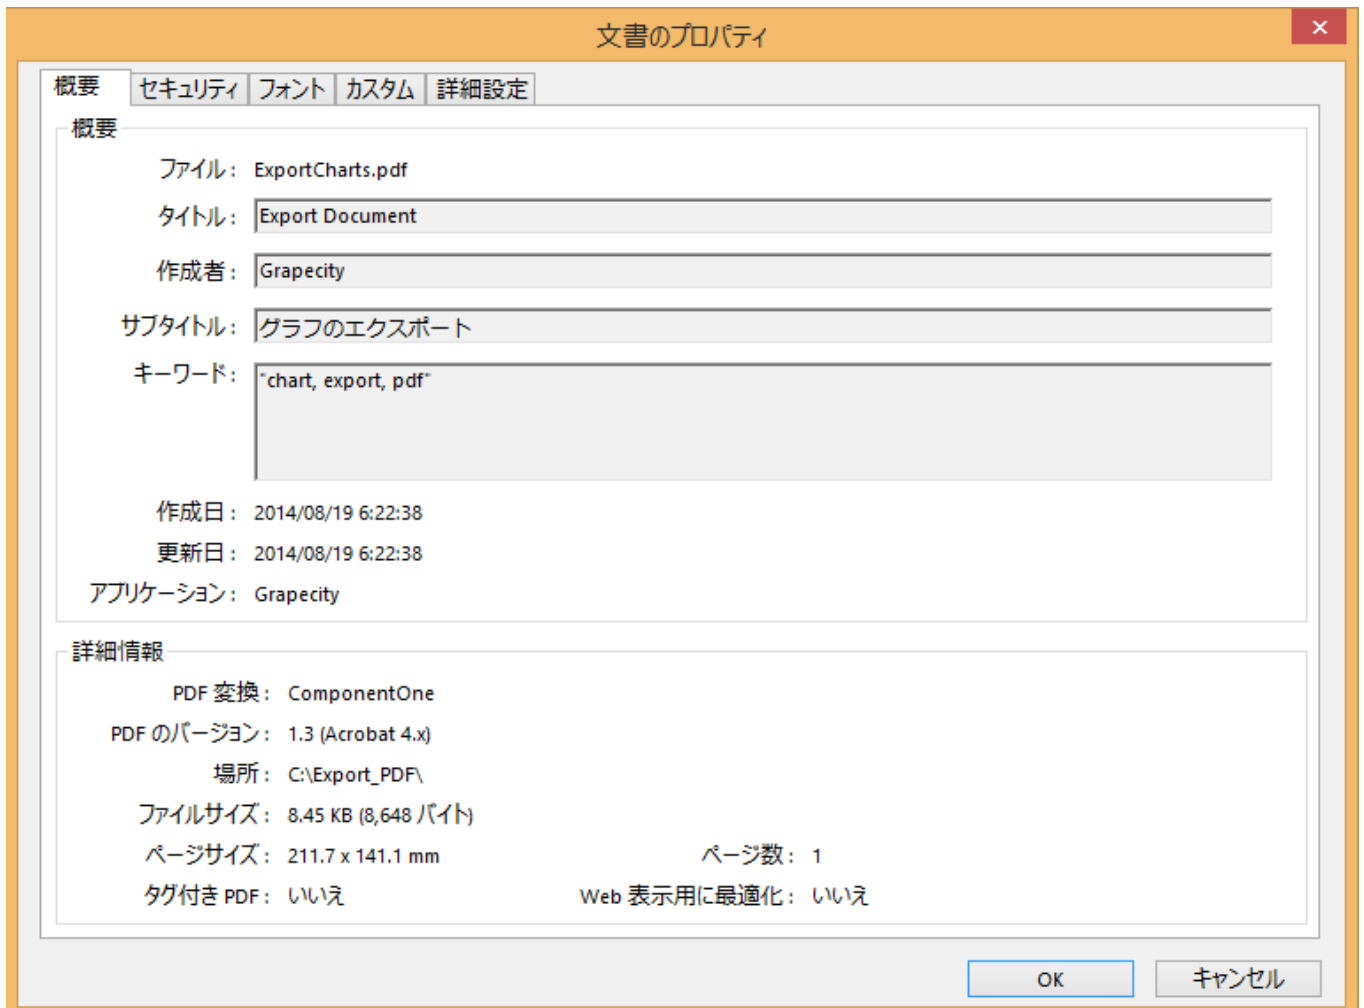 文書のプロパティ
×
概要 セキュリティ フォント カスタム 詳細設定
概要
ファイル： ExportCharts.pdf
タイトル： Export Document
作成者： Grapecity
サブタイトル： グラフのエクスポート
キーワード： "chart, export, pdf"
作成日： 2014/08/19 6:22:38
更新日： 2014/08/19 6:22:38
アプリケーション： Grapecity
詳細情報
PDF 変換： ComponentOne
PDF のバージョン： 1.3 (Acrobat 4.x)
場所： C:\Export_PDF\
ファイルサイズ： 8.45 KB (8,648 バイト)
ページサイズ： 211.7 x 141.1 mm ページ数： 1
タグ付き PDF： いいえ Web 表示用に最適化： いいえ
OK キャンセル